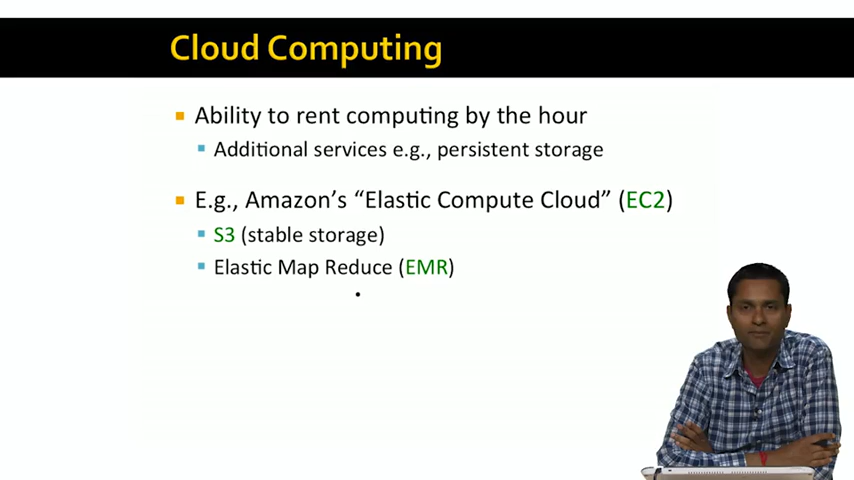 Cloud Computing
Ability to rent computing by the hour
Additional services e.g., persistent storage
E.g., Amazon’s “Elastic Compute Cloud” (EC2)
S3 (stable storage)
Elastic Map Reduce (EMR)